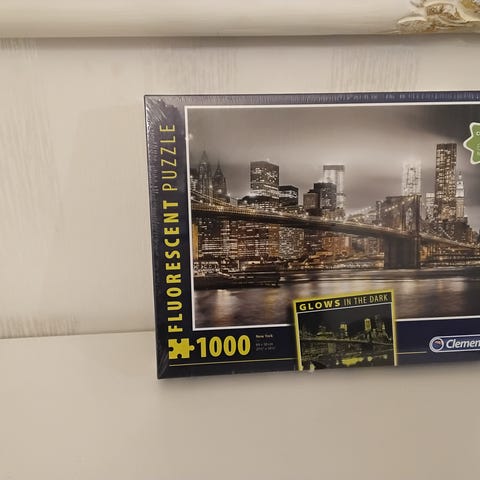 FLUORESCENT PUZZLE
1000
New York
GLOWS IN THE DARK
Clemen